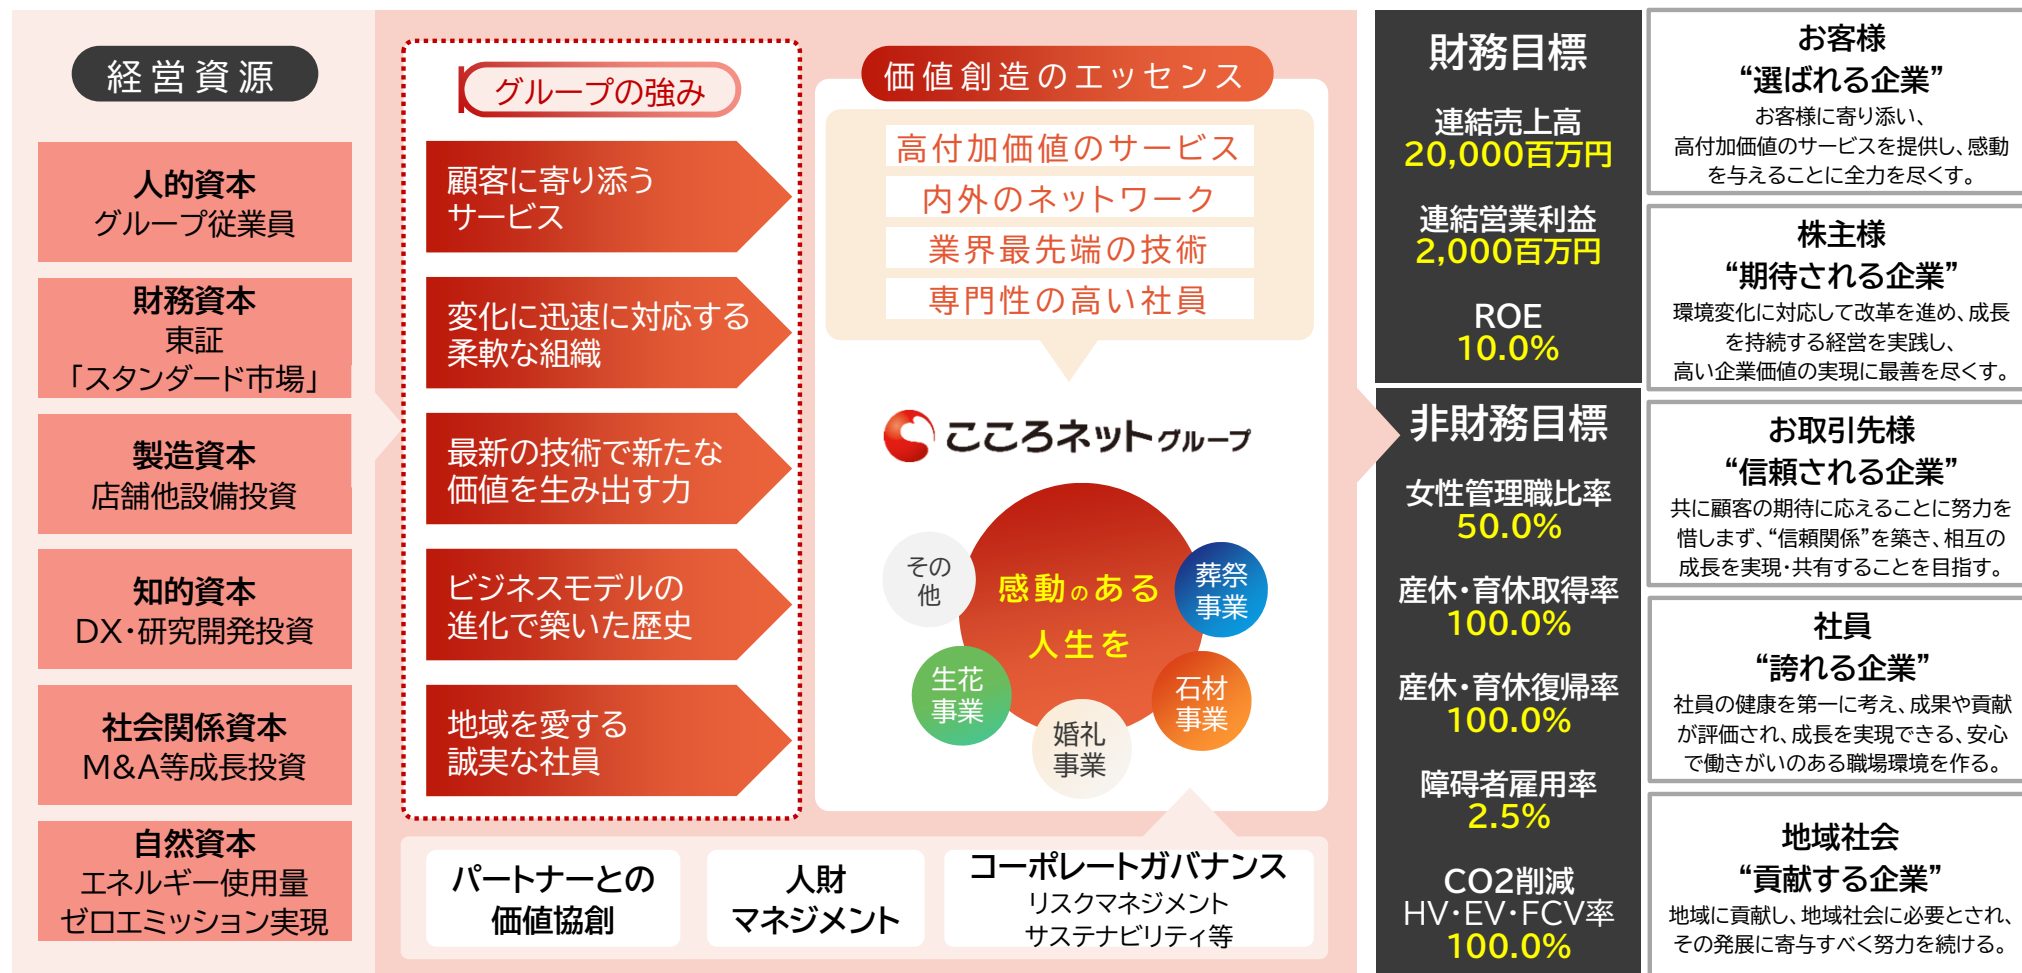 経営資源
人的資本
グループ従業員
財務資本
東証
「スタンダード市場」
製造資本
店舗他設備投資
知的資本
DX・研究開発投資
社会関係資本
M&A等成長投資
自然資本
エネルギー使用量
ゼロエミッション実現
グループの強み
顧客に寄り添う
サービス
変化に迅速に対応する
柔軟な組織
最新の技術で新たな
価値を生み出す力
ビジネスモデルの
進化で築いた歴史
地域を愛する
誠実な社員
価値創造のエッセンス
高付加価値のサービス
内外のネットワーク
業界最先端の技術
専門性の高い社員
こころネットグループ
感動のある
人生を
その
他
葬祭
事業
生花
事業
石材
事業
婚礼
事業
パートナーとの
価値協創
人財
マネジメント
コーポレートガバナンス
リスクマネジメント
サステナビリティ等
財務目標
連結売上高
20,000百万円
連結営業利益
2,000百万円
ROE
10.0%
非財務目標
女性管理職比率
50.0%
産休・育休取得率
100.0%
産休・育休復帰率
100.0%
障碍者雇用率
2.5%
CO2削減
HV・EV・FCV率
100.0%
お客様
“選ばれる企業”
お客様に寄り添い、
高付加価値のサービスを提供し、感動
を与えることに全力を尽くす。
株主様
“期待される企業”
環境変化に対応して改革を進め、成長
を持続する経営を実践し、
高い企業価値の実現に最善を尽くす。
お取引先様
“信頼される企業”
共に顧客の期待に応えることに努力を
惜しまず、“信頼関係”を築き、相互の
成長を実現・共有することを目指す。
社員
“誇れる企業”
社員の健康を第一に考え、成果や貢献
が評価され、成長を実現できる、安心
で働きがいのある職場環境を作る。
地域社会
“貢献する企業”
地域に貢献し、地域社会に必要とされ、
その発展に寄与すべく努力を続ける。